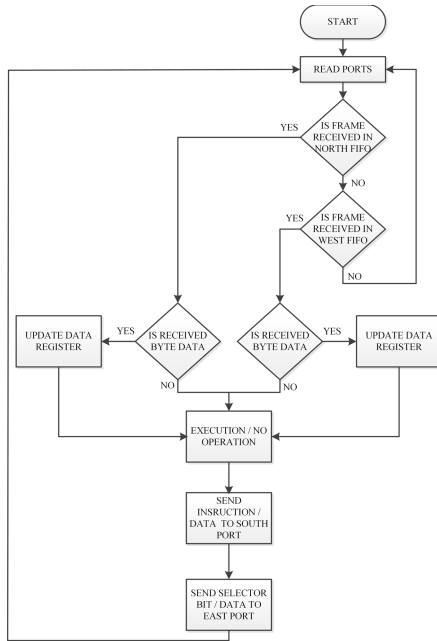 START
READ PORTS
IS FRAME
RECEIVED IN
NORTH FIFO
YES
NO
IS FRAME
RECEIVED IN
WEST FIFO
YES
NO
UPDATE DATA
REGISTER
YES
IS RECEIVED
BYTE DATA
NO
IS RECEIVED
BYTE DATA
YES
NO
UPDATE DATA
REGISTER
EXECUTION / NO
OPERATION
SEND
INSRUCTION /
DATA TO SOUTH
PORT
SEND SELECTOR
BIT / DATA TO
EAST PORT